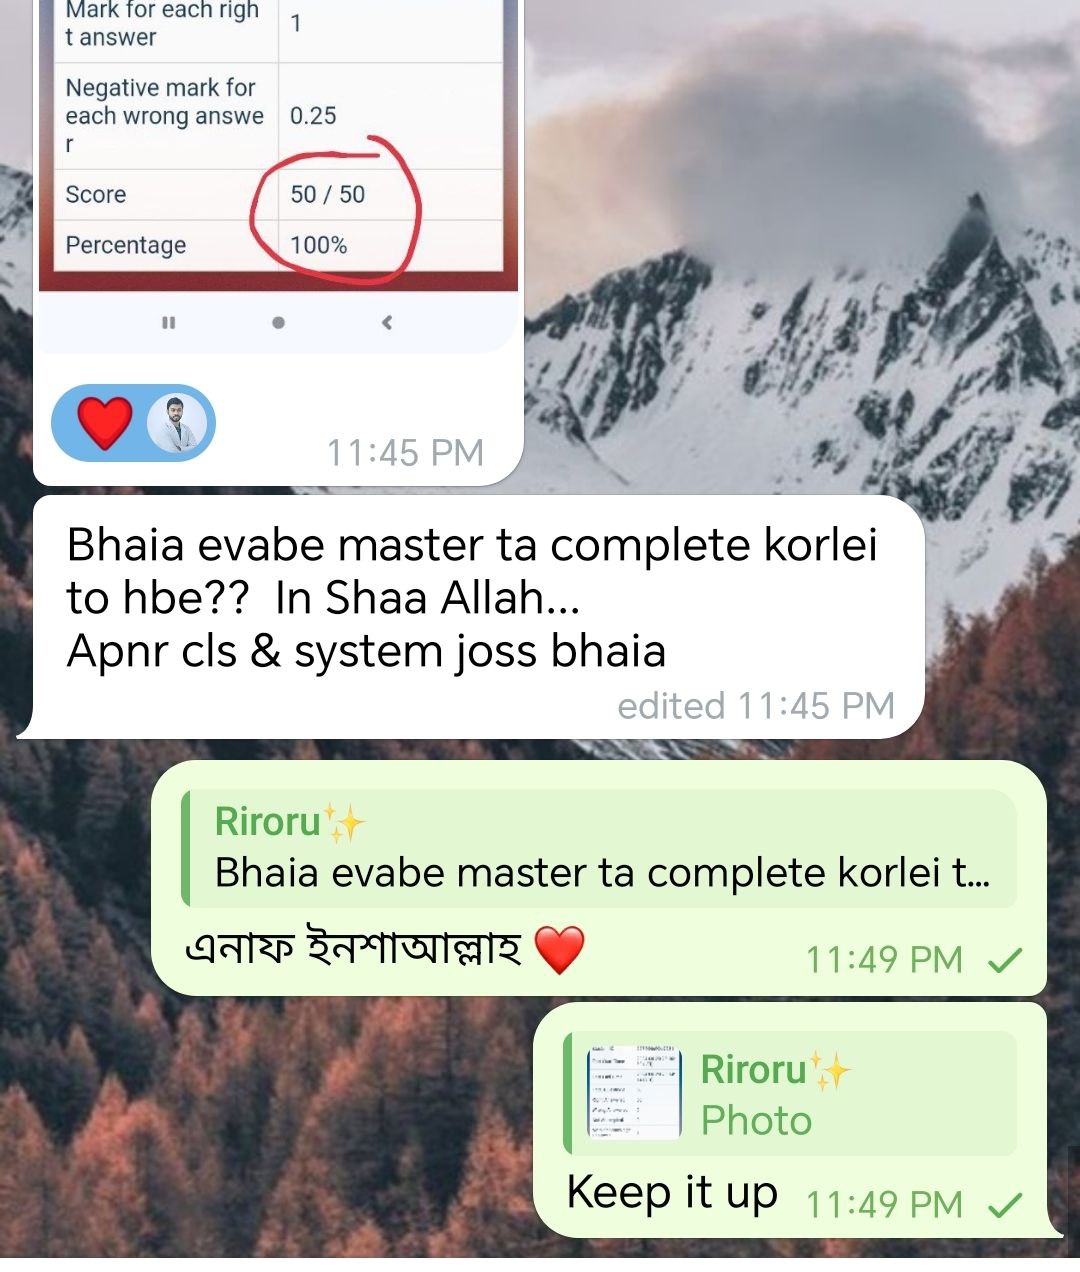 Mark for each righ
t answer
1
Negative mark for
each wrong answe
r
0.25
Score
50 / 50
Percentage
100%
11:45 PM
Bhaia evabe master ta complete korlei
to hbe??  In Shaa Allah...
Apnr cls & system joss bhaia
edited 11:45 PM
Riroru✨
Bhaia evabe master ta complete korlei t...
এনাফ ইনশাআল্লাহ ❤️
11:49 PM
Riroru✨
Photo
Keep it up
11:49 PM